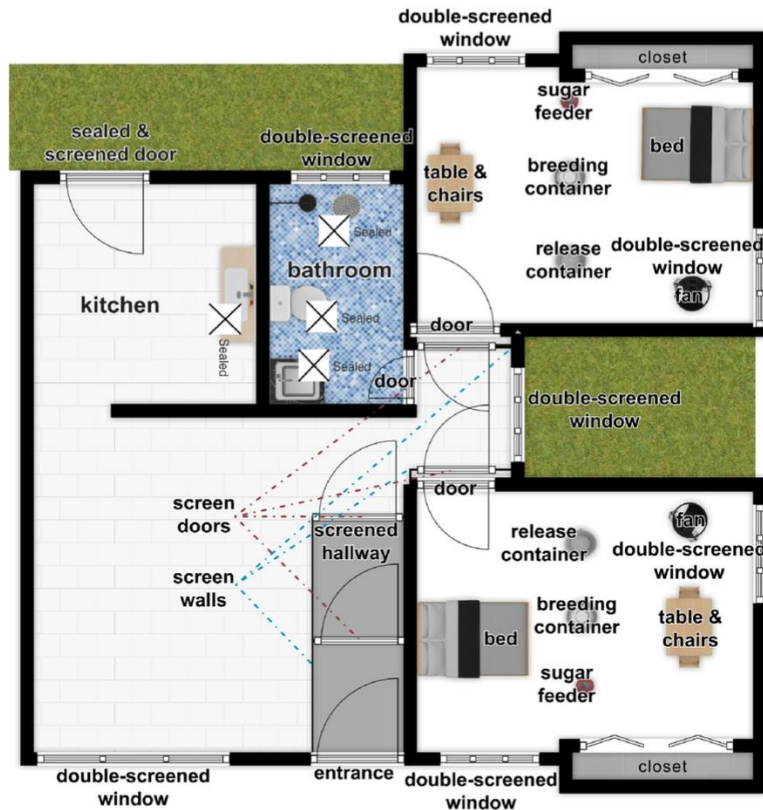 double-screened
window
closet
sugar
feeder
bed
sealed &
screened door
double-screened
window
table &
chairs
breeding
container
Sealed
bathroom
release
container
double-screened
window
fan
kitchen
Sealed
Sealed
Sealed
door
door
double-screened
window
door
screen
doors
screened
hallway
release
container
fan
double-screened
window
screen
walls
bed
breeding
container
table &
chairs
sugar
feeder
double-screened
window
entrance
double-screened
window
closet